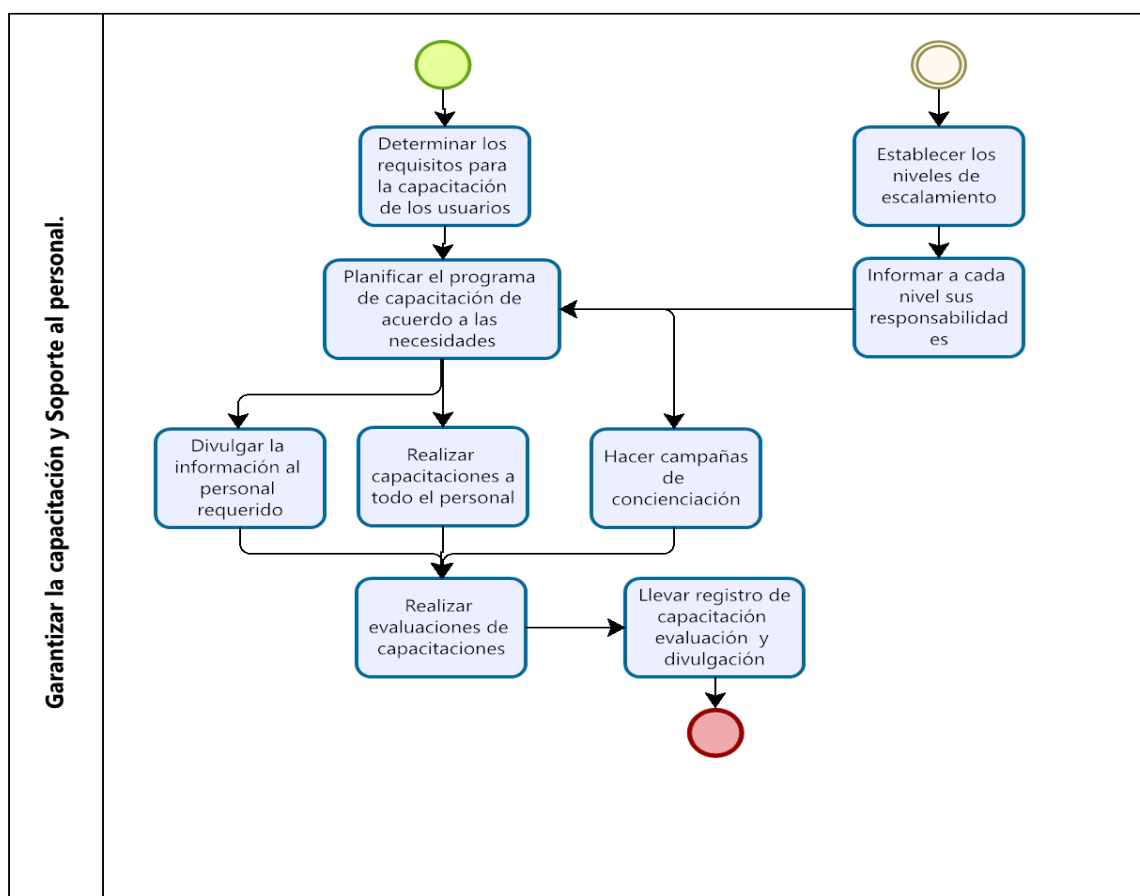 Garantizar la capacitación y Soporte al personal.
Determinar los
requisitos para
la capacitación
de los usuarios
Establecer los
niveles de
escalamiento
Planificar el programa
de capacitación de
acuerdo a las
necesidades
Informar a cada
nivel sus
responsabilidad
es
Divulgar la
información al
personal
requerido
Realizar
capacitaciones a
todo el personal
Hacer campañas
de
concienciación
Realizar
evaluaciones de
capacitaciones
Llevar registro de
capacitación
evaluación y
divulgación